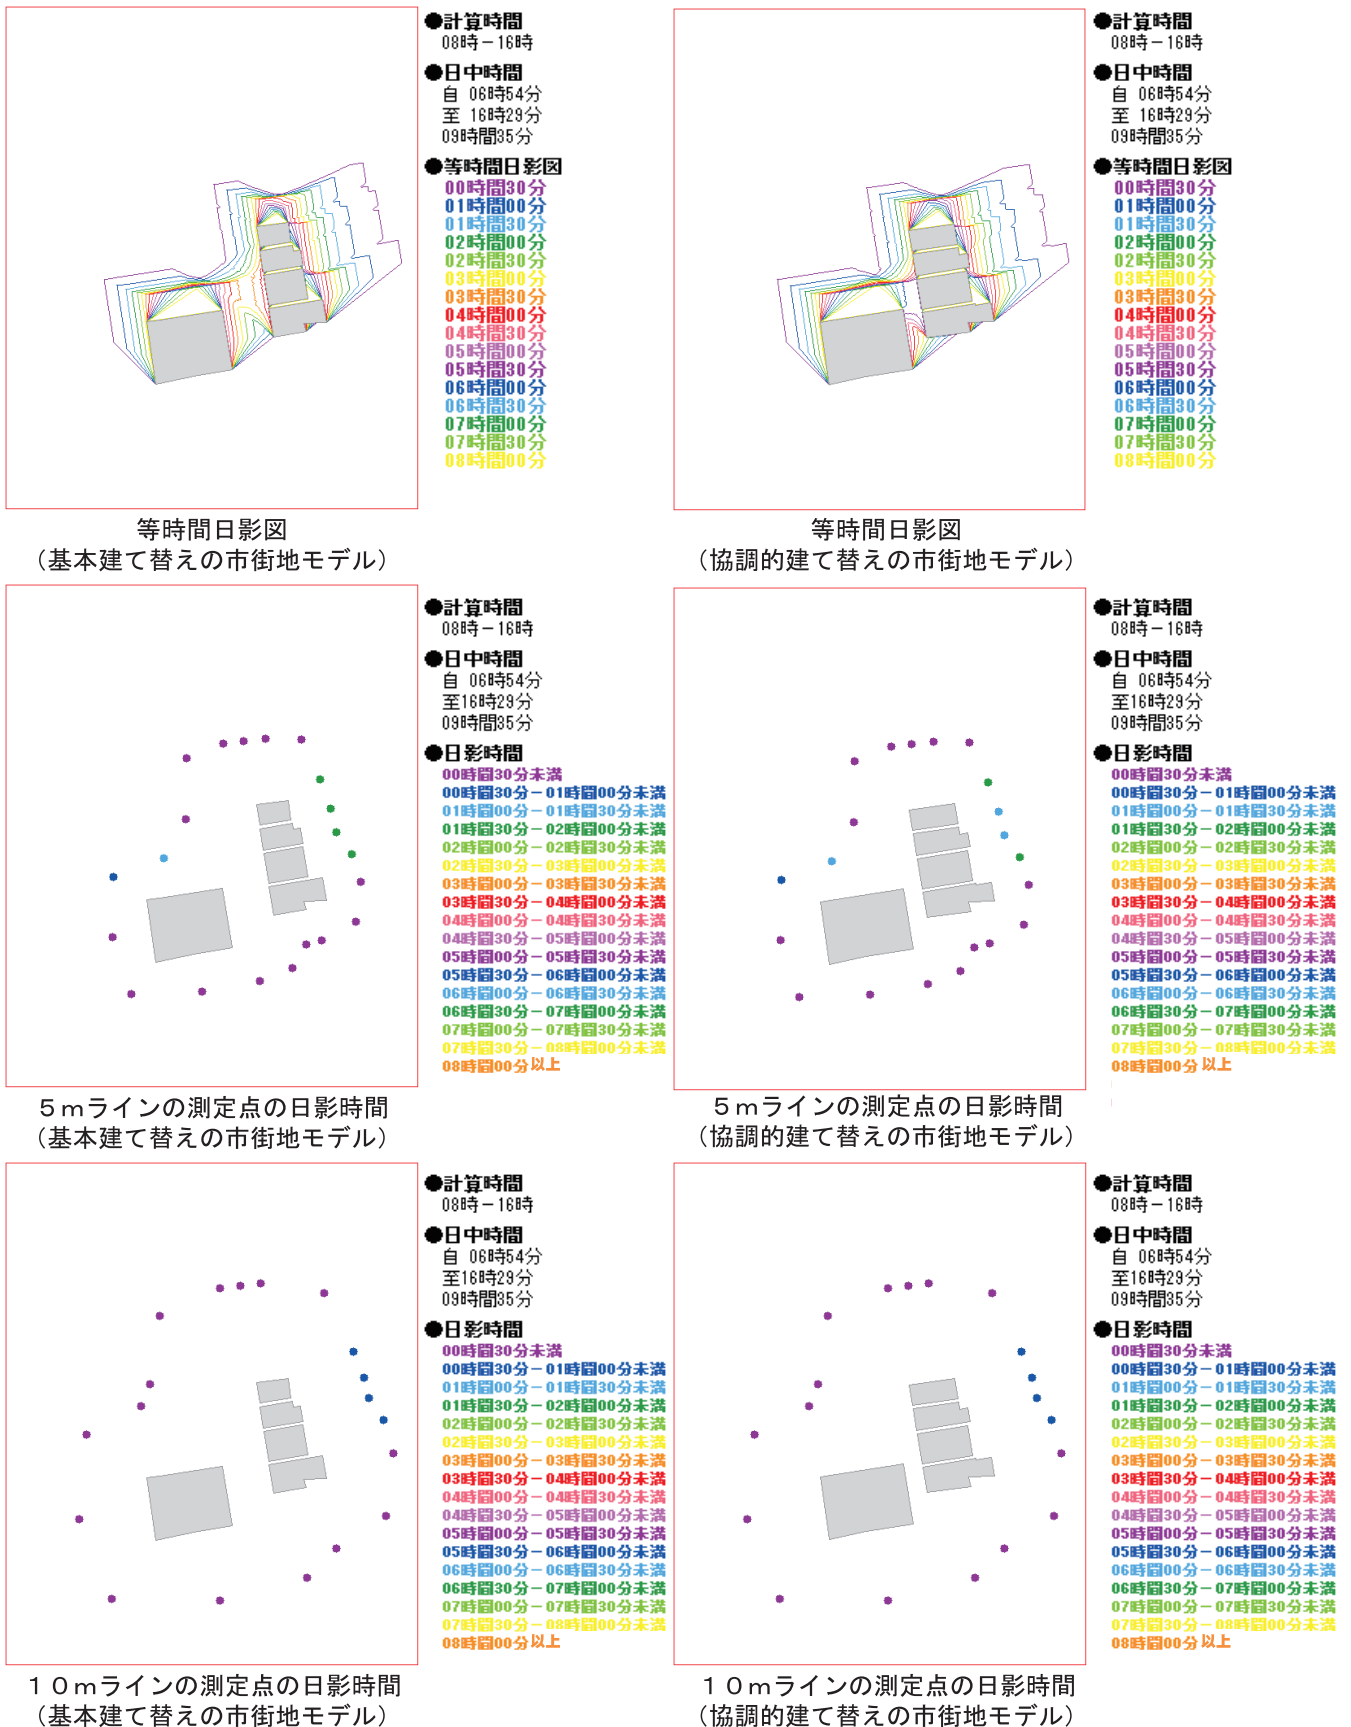 ●計算時間
08時－16時
●日中時間
自 06時54分
至 16時29分
09時間35分
●等時間日影図
00時間30分
01時間00分
01時間30分
02時間00分
02時間30分
03時間00分
03時間30分
04時間00分
04時間30分
05時間00分
05時間30分
06時間00分
06時間30分
07時間00分
07時間30分
08時間00分
等時間日影図
（基本建て替えの市街地モデル）
●計算時間
08時－16時
●日中時間
自 06時54分
至 16時29分
09時間35分
●等時間日影図
00時間30分
01時間00分
01時間30分
02時間00分
02時間30分
03時間00分
03時間30分
04時間00分
04時間30分
05時間00分
05時間30分
06時間00分
06時間30分
07時間00分
07時間30分
08時間00分
等時間日影図
（協調的建て替えの市街地モデル）
●計算時間
08時－16時
●日中時間
自 06時54分
至16時29分
09時間35分
●日影時間
00時間30分未満
00時間30分－01時間00分未満
01時間00分－01時間30分未満
01時間30分－02時間00分未満
02時間00分－02時間30分未満
02時間30分－03時間00分未満
03時間00分－03時間30分未満
03時間30分－04時間00分未満
04時間00分－04時間30分未満
04時間30分－05時間00分未満
05時間00分－05時間30分未満
05時間30分－06時間00分未満
06時間00分－06時間30分未満
06時間30分－07時間00分未満
07時間00分－07時間30分未満
07時間30分－08時間00分未満
08時間00分以上
５ｍラインの測定点の日影時間
（基本建て替えの市街地モデル）
●計算時間
08時－16時
●日中時間
自 06時54分
至16時29分
09時間35分
●日影時間
00時間30分未満
00時間30分－01時間00分未満
01時間00分－01時間30分未満
01時間30分－02時間00分未満
02時間00分－02時間30分未満
02時間30分－03時間00分未満
03時間00分－03時間30分未満
03時間30分－04時間00分未満
04時間00分－04時間30分未満
04時間30分－05時間00分未満
05時間00分－05時間30分未満
05時間30分－06時間00分未満
06時間00分－06時間30分未満
06時間30分－07時間00分未満
07時間00分－07時間30分未満
07時間30分－08時間00分未満
08時間00分以上
５ｍラインの測定点の日影時間
（協調的建て替えの市街地モデル）
●計算時間
08時－16時
●日中時間
自 06時54分
至16時29分
09時間35分
●日影時間
00時間30分未満
00時間30分－01時間00分未満
01時間00分－01時間30分未満
01時間30分－02時間00分未満
02時間00分－02時間30分未満
02時間30分－03時間00分未満
03時間00分－03時間30分未満
03時間30分－04時間00分未満
04時間00分－04時間30分未満
04時間30分－05時間00分未満
05時間00分－05時間30分未満
05時間30分－06時間00分未満
06時間00分－06時間30分未満
06時間30分－07時間00分未満
07時間00分－07時間30分未満
07時間30分－08時間00分未満
08時間00分以上
１０ｍラインの測定点の日影時間
（基本建て替えの市街地モデル）
●計算時間
08時－16時
●日中時間
自 06時54分
至16時29分
09時間35分
●日影時間
00時間30分未満
00時間30分－01時間00分未満
01時間00分－01時間30分未満
01時間30分－02時間00分未満
02時間00分－02時間30分未満
02時間30分－03時間00分未満
03時間00分－03時間30分未満
03時間30分－04時間00分未満
04時間00分－04時間30分未満
04時間30分－05時間00分未満
05時間00分－05時間30分未満
05時間30分－06時間00分未満
06時間00分－06時間30分未満
06時間30分－07時間00分未満
07時間00分－07時間30分未満
07時間30分－08時間00分未満
08時間00分以上
１０ｍラインの測定点の日影時間
（協調的建て替えの市街地モデル）